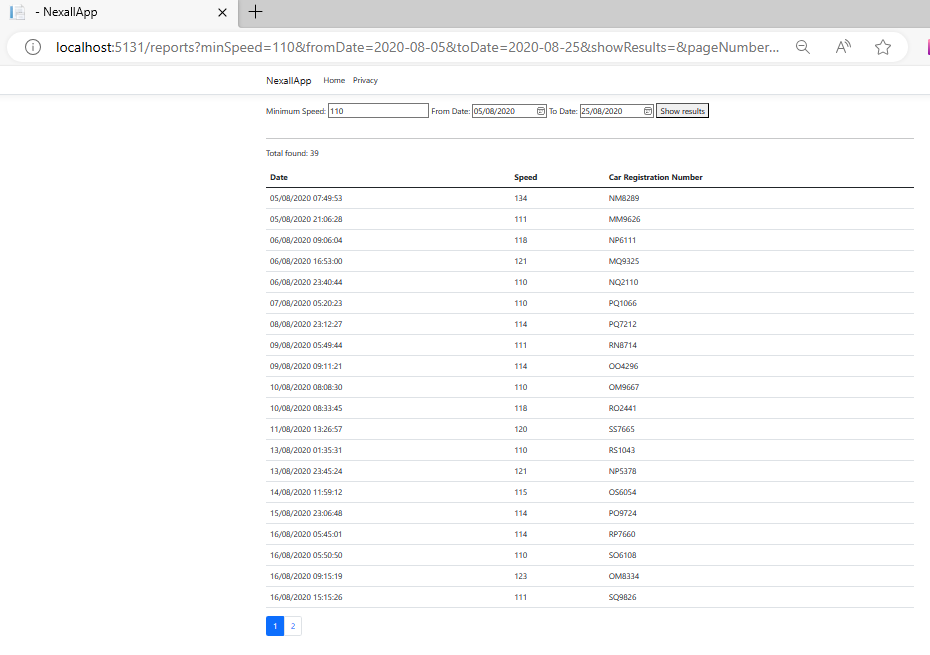 - NexallApp
localhost:5131/reports?minSpeed=110&fromDate=2020-08-05&toDate=2020-08-25&showResults=&pageNumber...
NexallApp Home Privacy
Minimum Speed: 110 From Date: 05/08/2020 To Date: 25/08/2020 Show results
Total found: 39
Date Speed Car Registration Number
05/08/2020 07:49:53 134 NM8289
05/08/2020 21:06:28 111 MM9626
06/08/2020 09:06:04 118 NP6111
06/08/2020 16:53:00 121 MQ9325
06/08/2020 23:40:44 110 NQ2110
07/08/2020 05:20:23 110 PQ1066
08/08/2020 23:12:27 114 PQ7212
09/08/2020 05:49:44 111 RN8714
09/08/2020 09:11:21 114 OO4296
10/08/2020 08:08:30 110 OM9667
10/08/2020 08:33:45 118 RO2441
11/08/2020 13:26:57 120 SS7665
13/08/2020 01:35:31 110 RS1043
13/08/2020 23:45:24 121 NP5378
14/08/2020 11:59:12 115 OS6054
15/08/2020 23:06:48 114 PO9724
16/08/2020 05:45:01 114 RP7660
16/08/2020 05:50:50 110 SO6108
16/08/2020 09:15:19 123 OM8334
16/08/2020 15:15:26 111 SQ9826
1 2